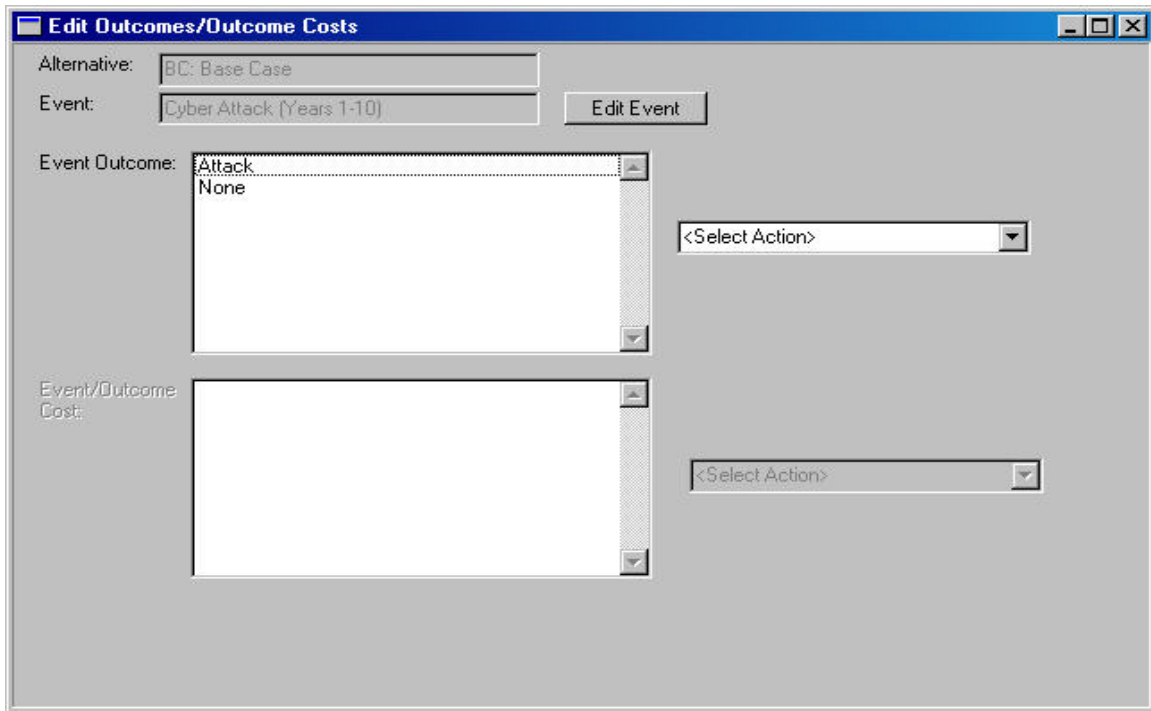 Edit Outcomes/Outcome Costs
Alternative: BC: Base Case
Event: Cyber Attack (Years 1-10) Edit Event
Event Outcome: Attack
None
<Select Action>
Event/Outcome
Cost:
<Select Action>